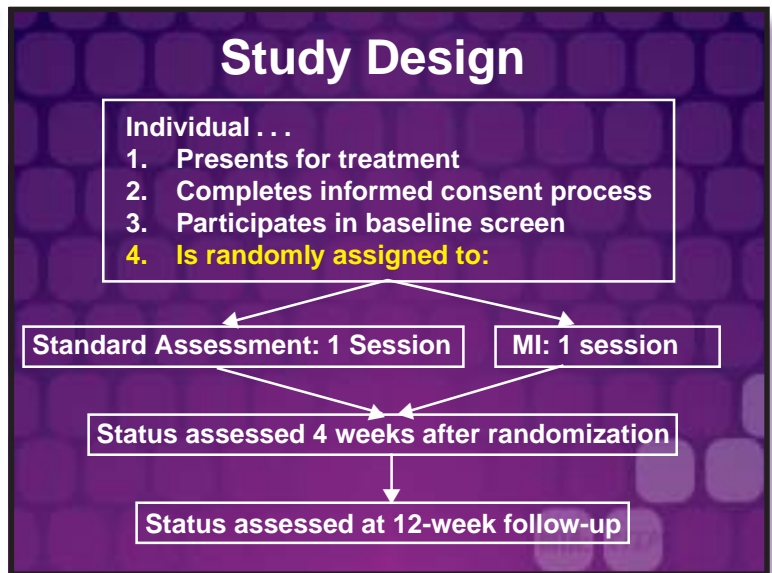 Study Design
Individual . . .
1. Presents for treatment
2. Completes informed consent process
3. Participates in baseline screen
4. Is randomly assigned to:
Standard Assessment: 1 Session
MI: 1 session
Status assessed 4 weeks after randomization
Status assessed at 12-week follow-up